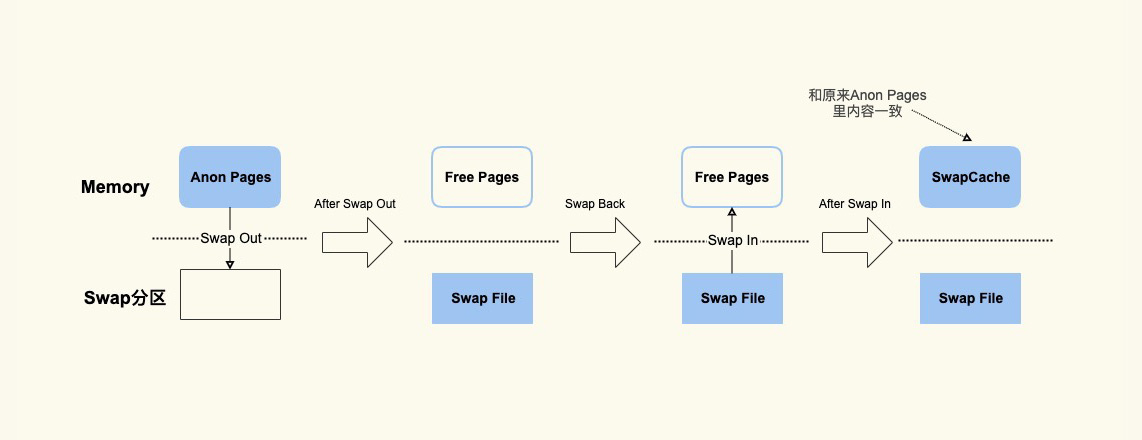 和原来Anon Pages
里内容一致
Memory
Anon Pages
Free Pages
Free Pages
SwapCache
After Swap Out
Swap Back
After Swap In
Swap Out
Swap In
Swap分区
Swap File
Swap File
Swap File